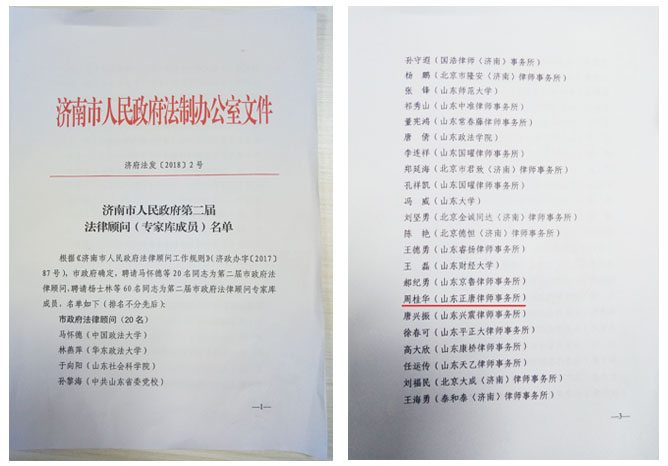 济南市人民政府法制办公室文件
济府法发〔2018〕2号
济南市人民政府第二届
法律顾问(专家库成员)名单
根据《济南市人民政府法律顾问工作规则》(济政办字〔2017〕
87号),市政府确定,聘请马怀德等20名同志为第二届市政府法
律顾问,聘请杨士林等60名同志为第二届市政府法律顾问专家库
成员,名单如下(排名不分先后):
市政府法律顾问(20名)
马怀德(中国政法大学)
林燕萍(华东政法大学)
于向阳(山东社会科学院)
孙黎海(中共山东省委党校)
—1—
孙守遐(国浩律师〈济南〉事务所)
杨 鹏(北京市隆安〈济南〉律师事务所)
张 锋(山东师范大学)
祁秀山(山东中准律师事务所)
董宪鸿(山东常春藤律师事务所)
唐 倩(山东政法学院)
李连祥(山东国曜律师事务所)
郑延海(北京市君致〈济南〉律师事务所)
孔祥凯(山东国曜律师事务所)
冯 威(山东大学)
刘坚勇(北京金诚同达〈济南〉律师事务所)
陈 艳(北京德恒〈济南〉律师事务所)
王德勇(山东睿扬律师事务所)
王 磊(山东财经大学)
郝纪勇(山东京鲁律师事务所)
周桂华(山东正唐律师事务所)
唐兴振(山东兴震律师事务所)
徐春可(山东平正大律师事务所)
高大欣(山东康桥律师事务所)
任运传(山东天乙律师事务所)
刘福民(北京大成〈济南〉律师事务所)
王海勇(泰和泰〈济南〉律师事务所)
—3—